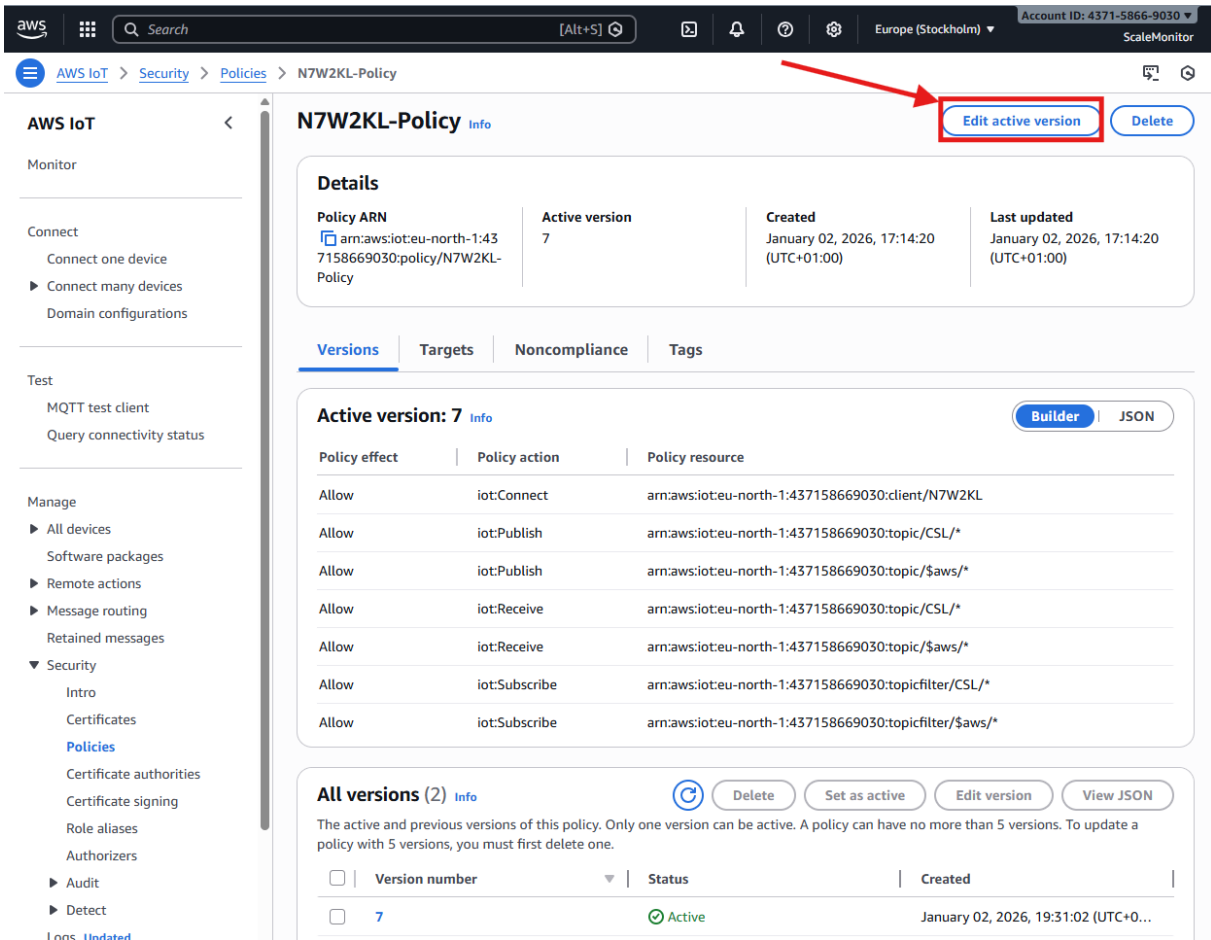 aws
Search
[Alt+S]
Europe (Stockholm) ▼
Account ID: 4371-5866-9030 ▼
ScaleMonitor
AWS IoT > Security > Policies > N7W2KL-Policy
AWS IoT
Monitor
Connect
Connect one device
Connect many devices
Domain configurations
Test
MQTT test client
Query connectivity status
Manage
All devices
Software packages
Remote actions
Message routing
Retained messages
Security
Intro
Certificates
Policies
Certificate authorities
Certificate signing
Role aliases
Authorizers
Audit
Detect
Logs Updated
N7W2KL-Policy Info
Edit active version
Delete
Details
Policy ARN
arn:aws:iot:eu-north-1:43
7158669030:policy/N7W2KL-
Policy
Active version
7
Created
January 02, 2026, 17:14:20
(UTC+01:00)
Last updated
January 02, 2026, 17:14:20
(UTC+01:00)
Versions Targets Noncompliance Tags
Active version: 7 Info
Builder JSON
Policy effect Policy action Policy resource
Allow iot:Connect arn:aws:iot:eu-north-1:437158669030:client/N7W2KL
Allow iot:Publish arn:aws:iot:eu-north-1:437158669030:topic/CSL/*
Allow iot:Publish arn:aws:iot:eu-north-1:437158669030:topic/$aws/*
Allow iot:Receive arn:aws:iot:eu-north-1:437158669030:topic/CSL/*
Allow iot:Receive arn:aws:iot:eu-north-1:437158669030:topic/$aws/*
Allow iot:Subscribe arn:aws:iot:eu-north-1:437158669030:topicfilter/CSL/*
Allow iot:Subscribe arn:aws:iot:eu-north-1:437158669030:topicfilter/$aws/*
All versions (2) Info
Delete Set as active Edit version View JSON
The active and previous versions of this policy. Only one version can be active. A policy can have no more than 5 versions. To update a
policy with 5 versions, you must first delete one.
Version number Status Created
7 Active January 02, 2026, 19:31:02 (UTC+0...